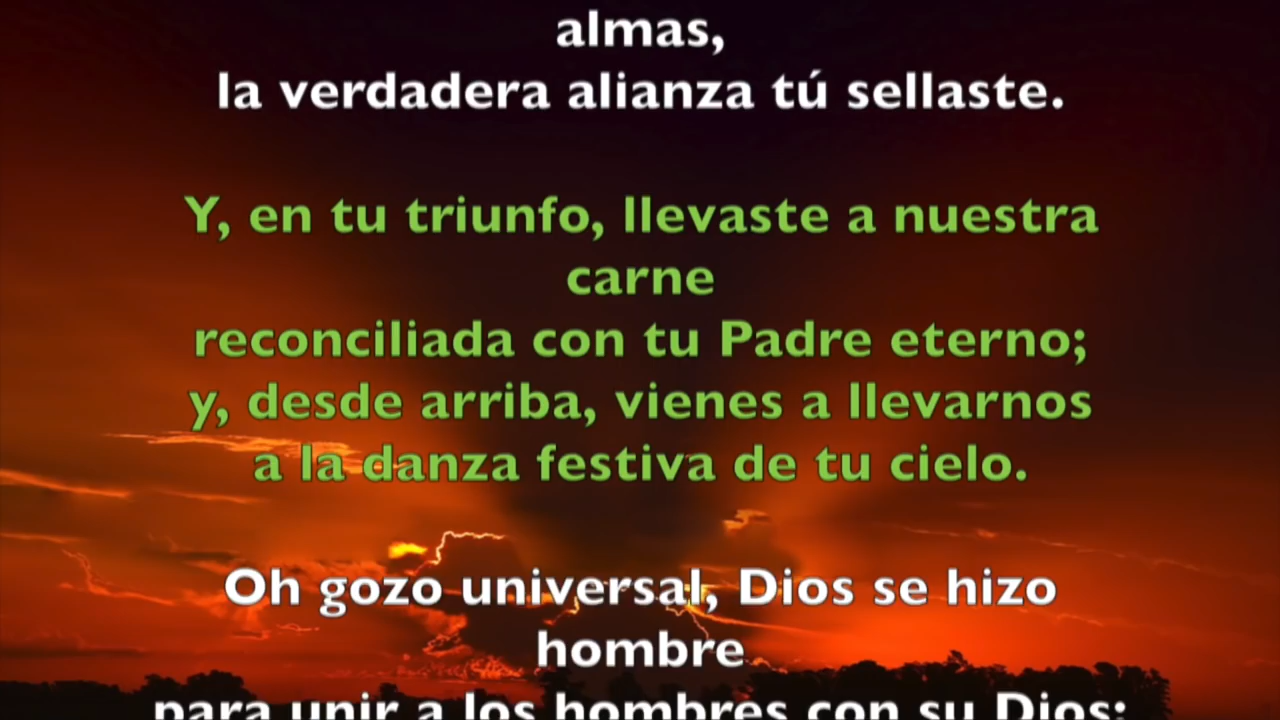 almas,
la verdadera alianza tú sellaste.
Y, en tu triunfo, llevaste a nuestra
carne
reconciliada con tu Padre eterno;
y, desde arriba, vienes a llevarnos
a la danza festiva de tu cielo.
Oh gozo universal, Dios se hizo
hombre
para unir a los hombres con su Dios;